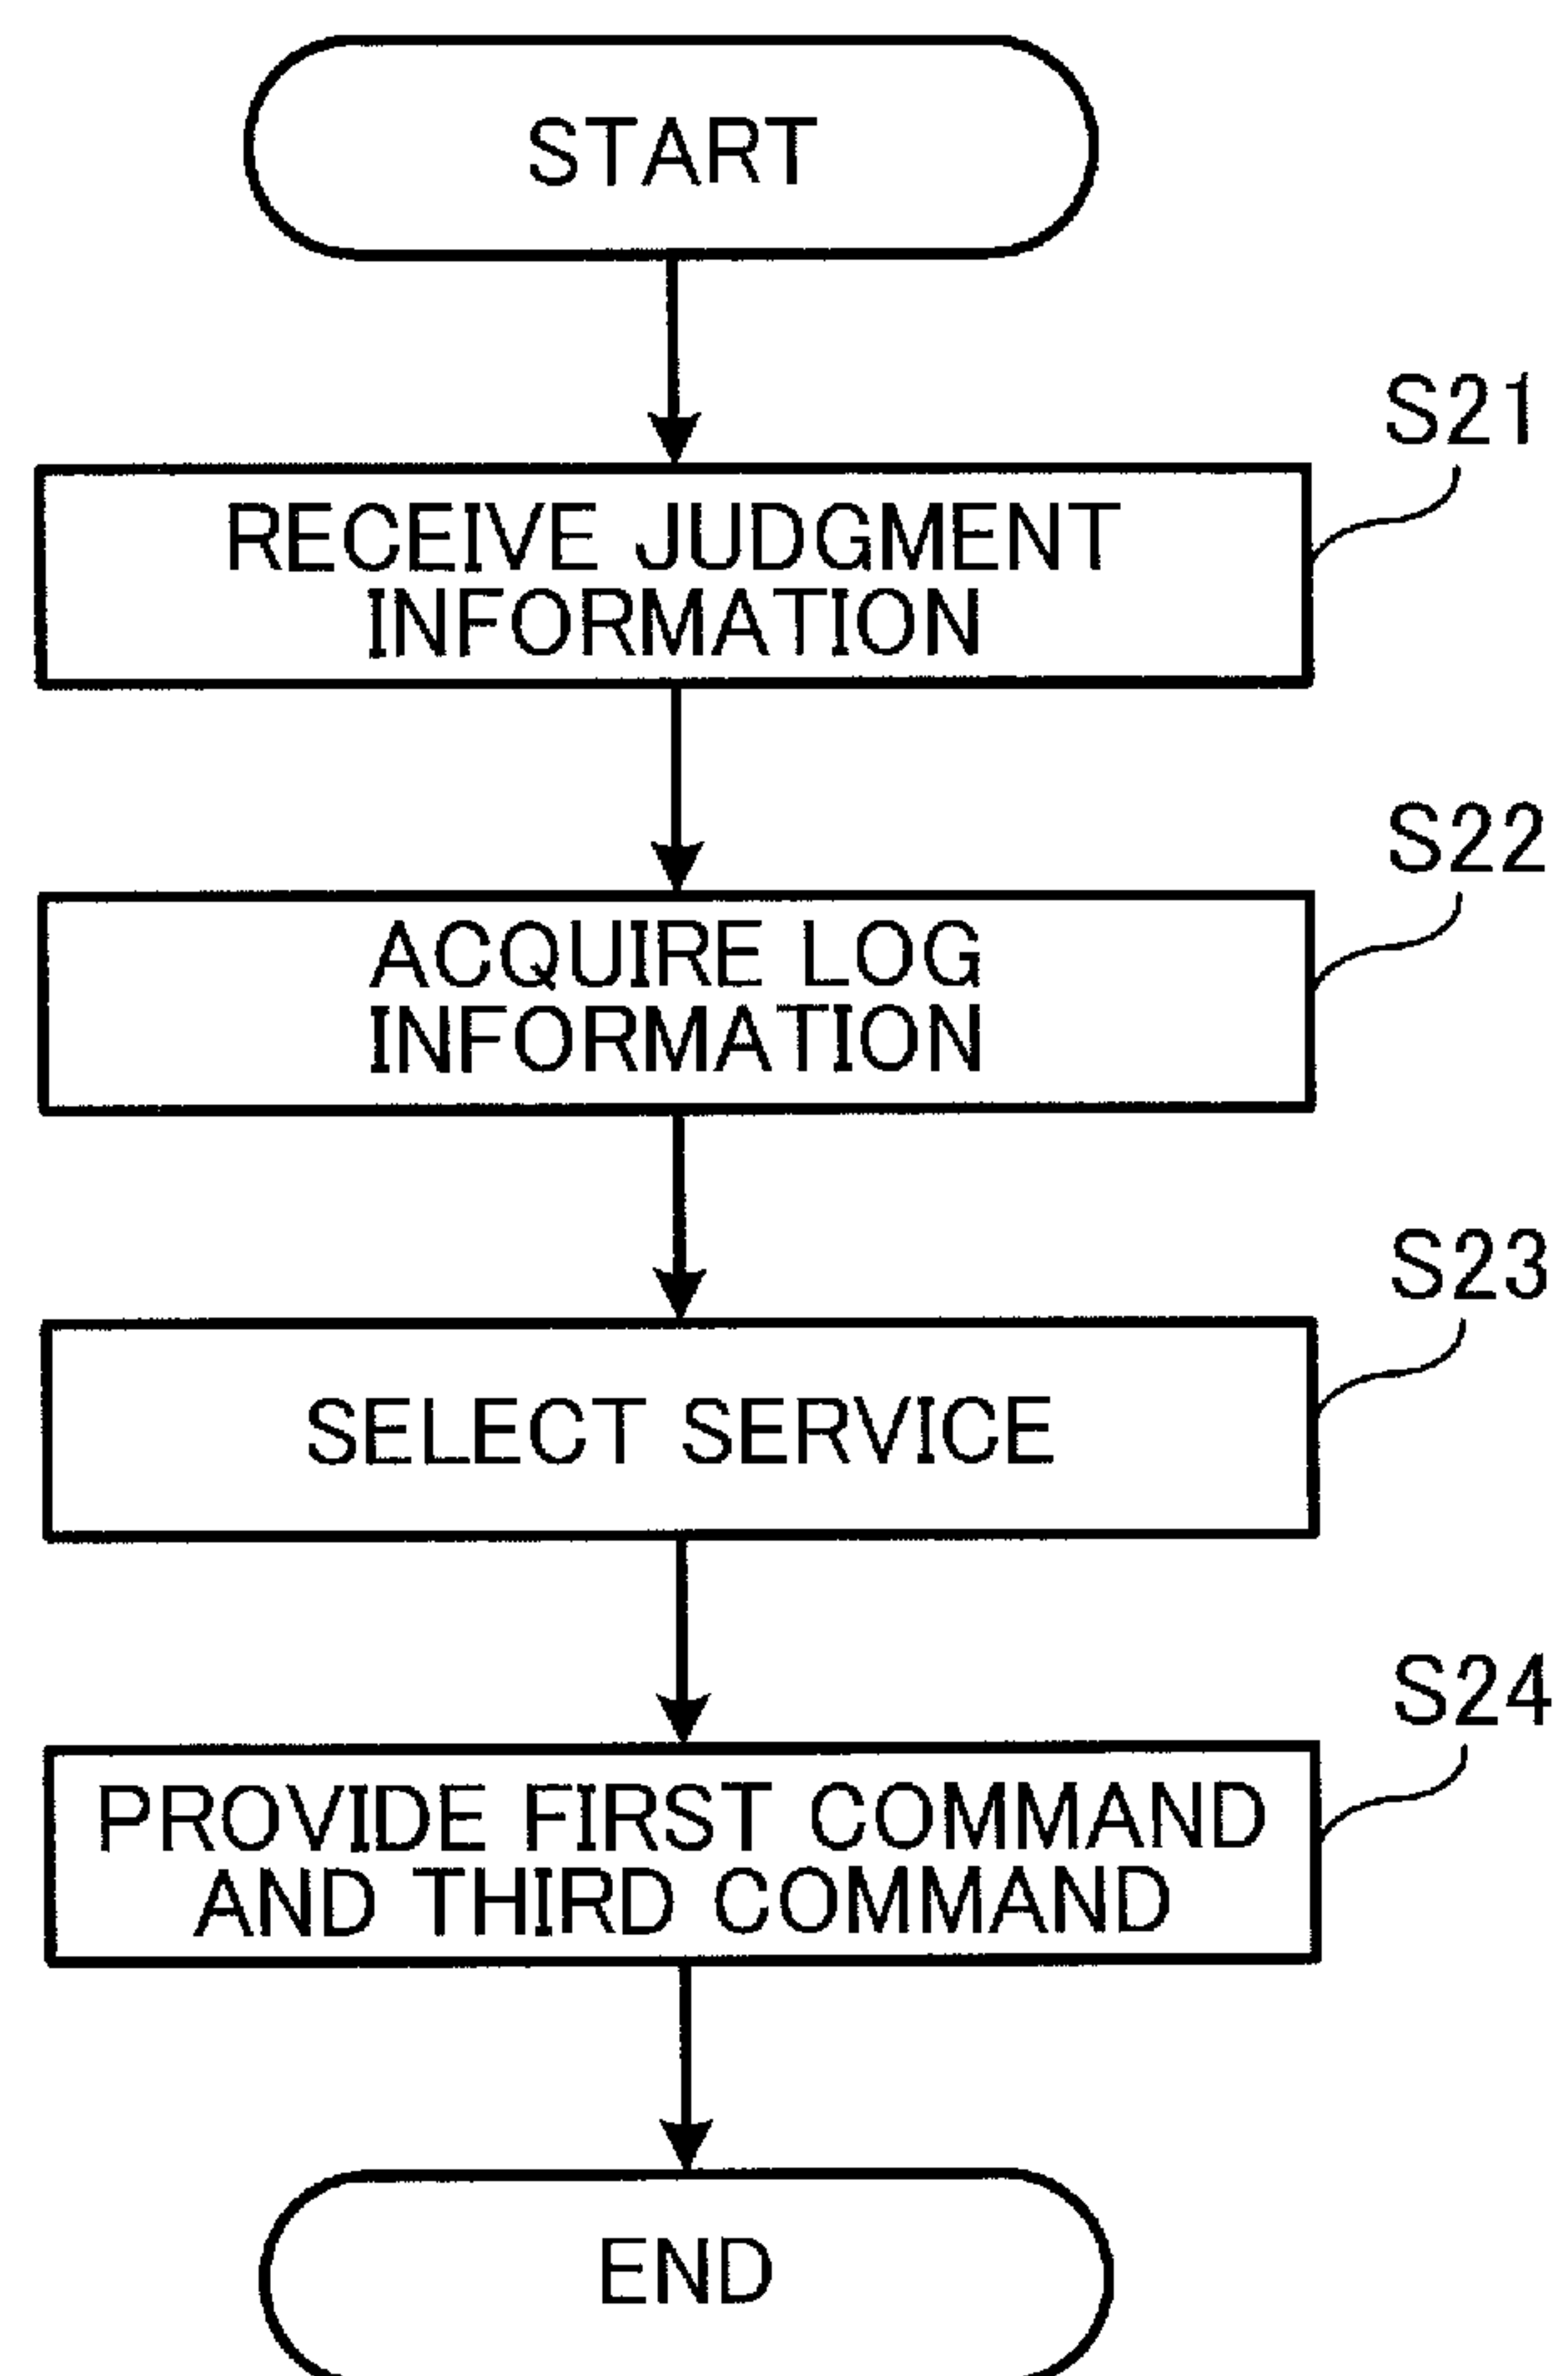 START
S21
RECEIVE JUDGMENT
INFORMATION
S22
ACQUIRE LOG
INFORMATION
S23
SELECT SERVICE
S24
PROVIDE FIRST COMMAND
AND THIRD COMMAND
END